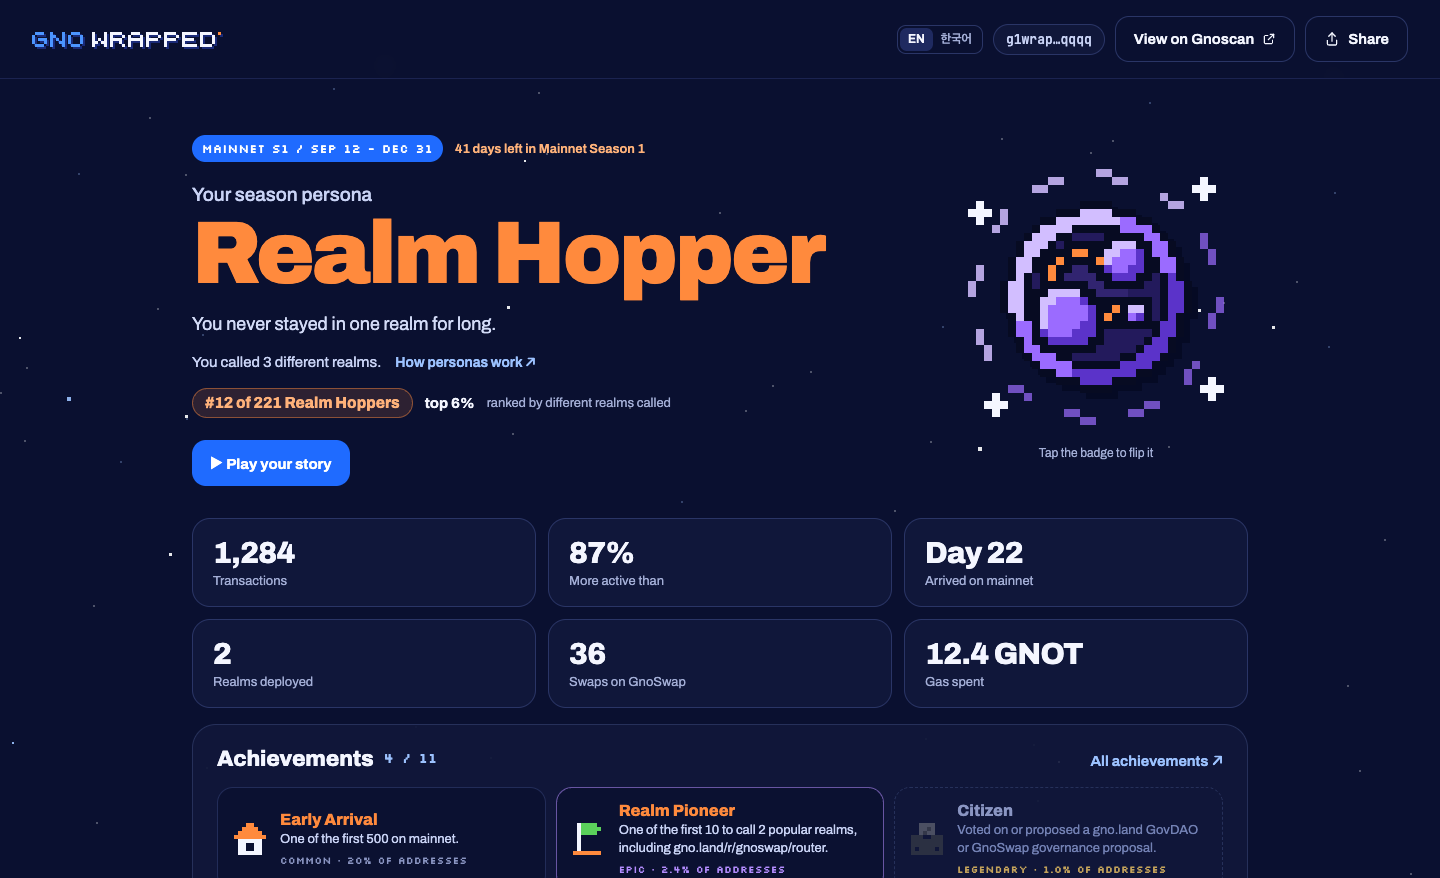 GNO WRAPPED
EN 한국어
g1wrap...qqqq
View on Gnoscan
Share
MAINNET S1 / SEP 12 – DEC 31
41 days left in Mainnet Season 1
Your season persona
Realm Hopper
You never stayed in one realm for long.
You called 3 different realms. How personas work ↗
#12 of 221 Realm Hoppers top 6% ranked by different realms called
▶ Play your story
Tap the badge to flip it
1,284
Transactions
87%
More active than
Day 22
Arrived on mainnet
2
Realms deployed
36
Swaps on GnoSwap
12.4 GNOT
Gas spent
Achievements 4 / 11
All achievements ↗
Early Arrival
One of the first 500 on mainnet.
COMMON · 20% OF ADDRESSES
Realm Pioneer
One of the first 10 to call 2 popular realms,
including gno.land/r/gnoswap/router.
EPIC · 2.4% OF ADDRESSES
Citizen
Voted on or proposed a gno.land GovDAO
or GnoSwap governance proposal.
LEGENDARY · 1.0% OF ADDRESSES